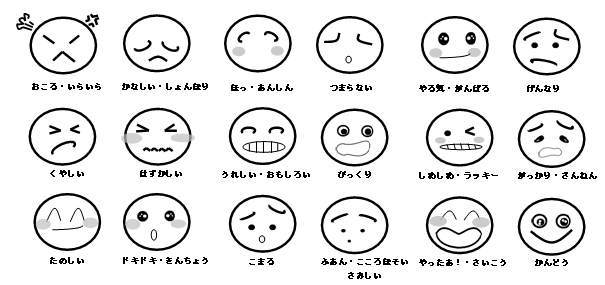 おこる・いらいら
かなしい・しょんぼり
ほっ・あんしん
つまらない
やる気・がんばる
げんなり
くやしい
はずかしい
うれしい・おもしろい
びっくり
しめしめ・ラッキー
がっかり・ざんねん
たのしい
ドキドキ・きんちょう
こまる
ふあん・こころぼそい
さみしい
やったあ！・さいこう
かんどう